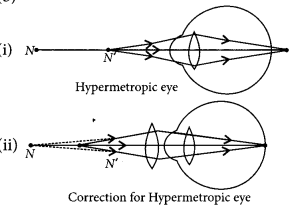 (i) N N'
Hypermetropic eye
(ii) N N'
Correction for Hypermetropic eye